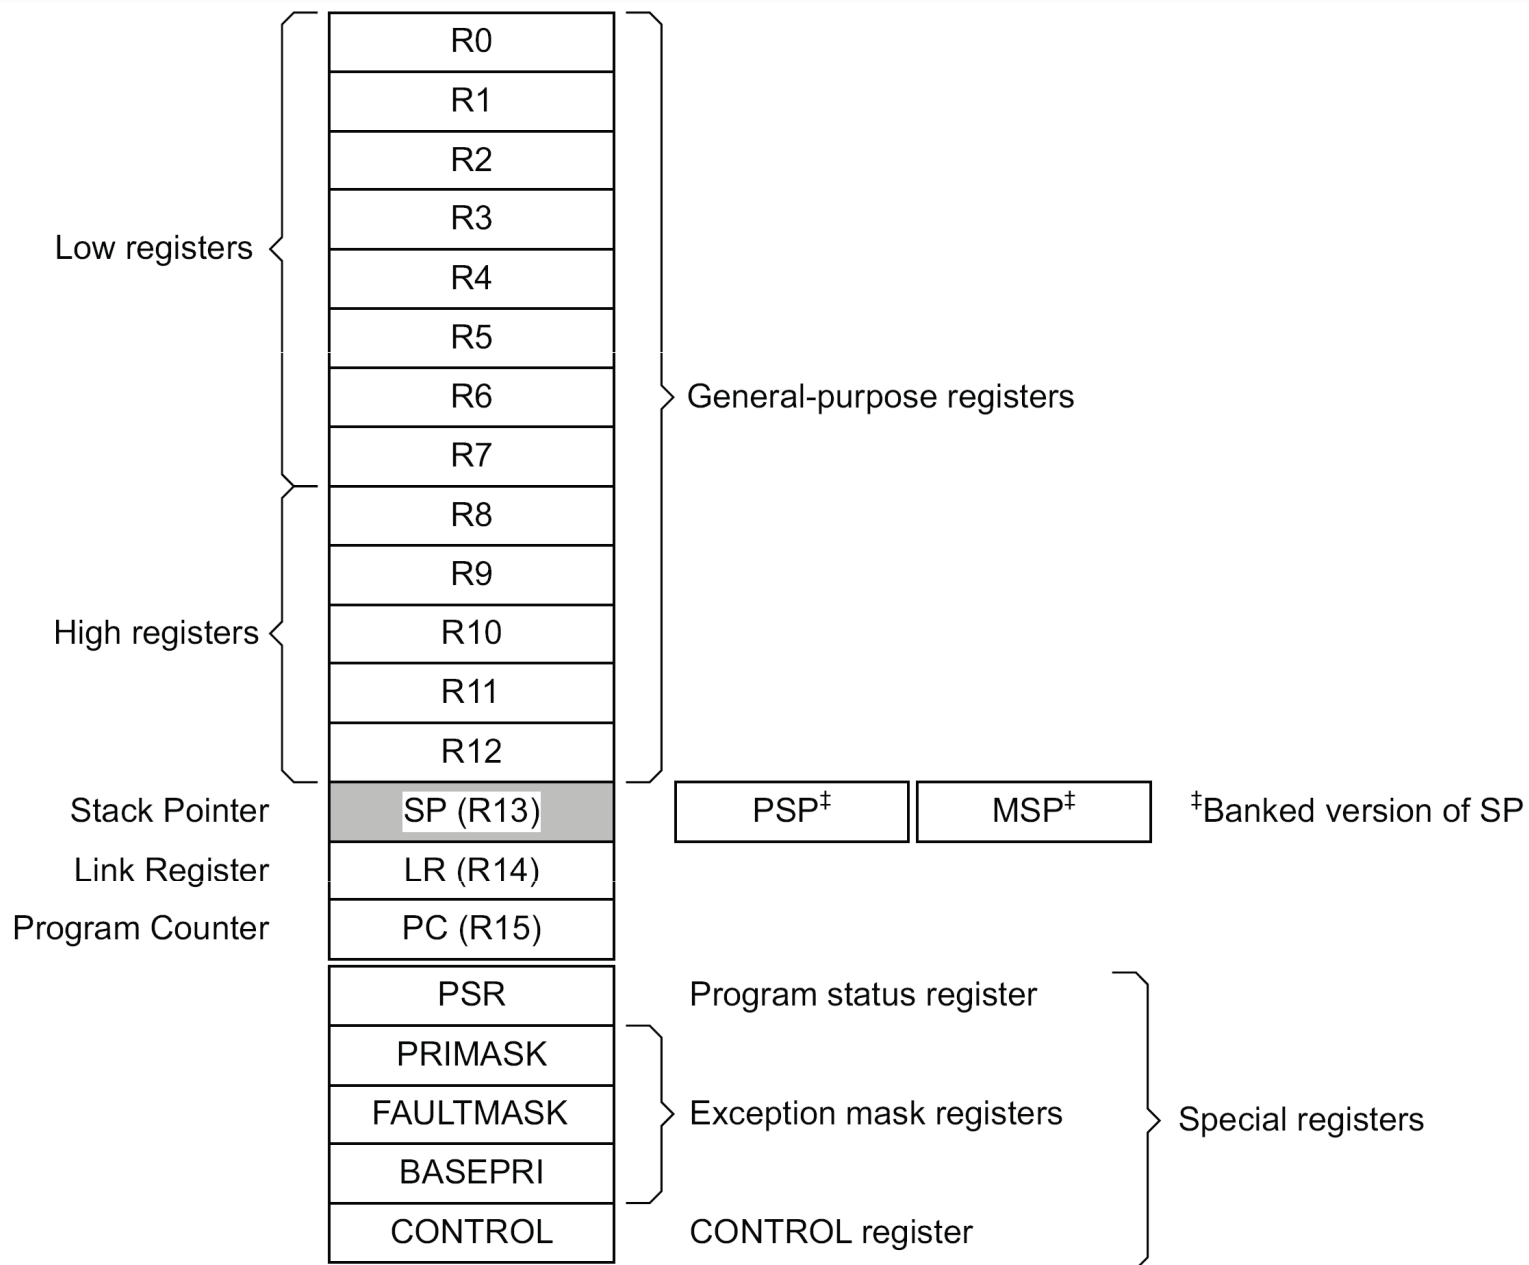 R0
R1
R2
R3
Low registers
R4
R5
R6
General-purpose registers
R7
R8
R9
High registers
R10
R11
R12
Stack Pointer SP (R13) PSP‡ MSP‡ ‡Banked version of SP
Link Register LR (R14)
Program Counter PC (R15)
PSR Program status register
PRIMASK
FAULTMASK Exception mask registers Special registers
BASEPRI
CONTROL CONTROL register